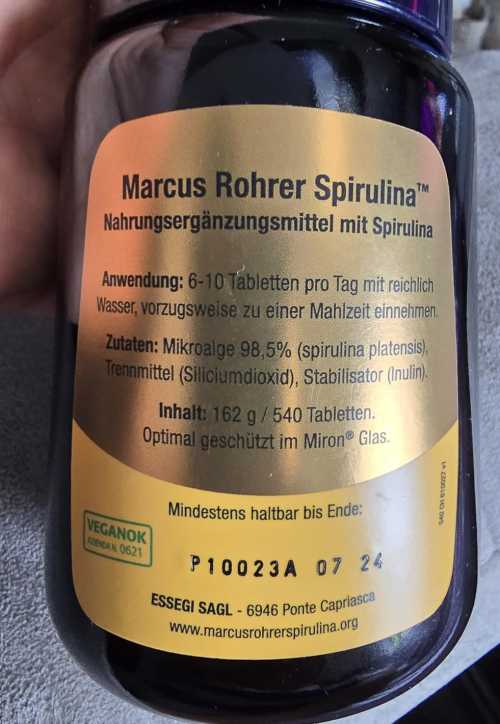 Marcus Rohrer Spirulina™
Nahrungsergänzungsmittel mit Spirulina
Anwendung: 6-10 Tabletten pro Tag mit reichlich
Wasser, vorzugsweise zu einer Mahlzeit einnehmen.
Zutaten: Mikroalge 98,5% (spirulina platensis),
Trennmittel (Siliciumdioxid), Stabilisator (Inulin).
Inhalt: 162 g / 540 Tabletten.
Optimal geschützt im Miron® Glas.
Mindestens haltbar bis Ende:
VEGANOK
AZIENDA N. 0621
P10023A 07 24
ESSEGI SAGL - 6946 Ponte Capriasca
www.marcusrohrerspirulina.org